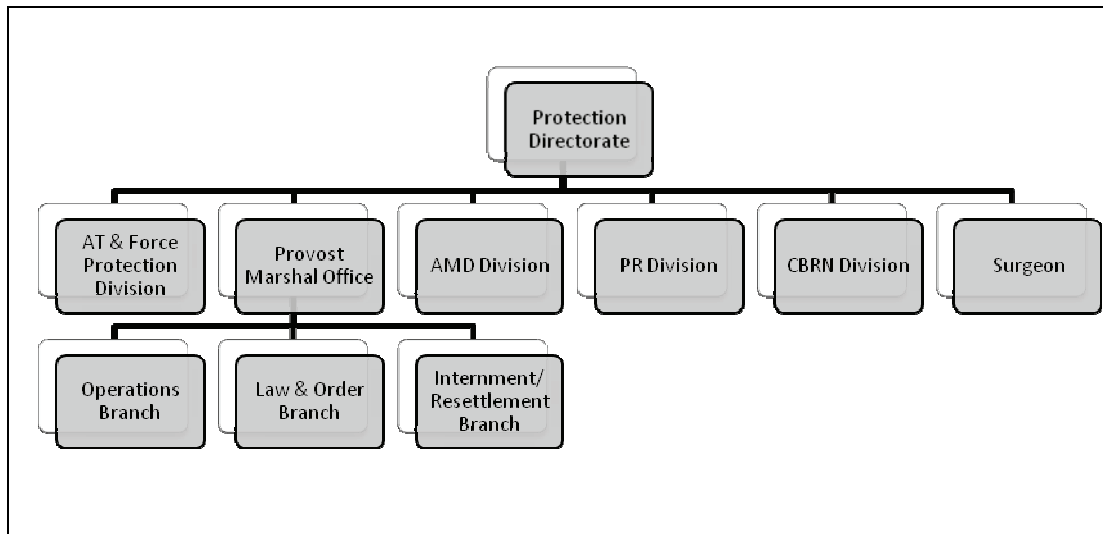 Protection
Directorate
AT & Force
Protection
Division
Provost
Marshal Office
AMD Division
PR Division
CBRN Division
Surgeon
Operations
Branch
Law & Order
Branch
Internment/
Resettlement
Branch